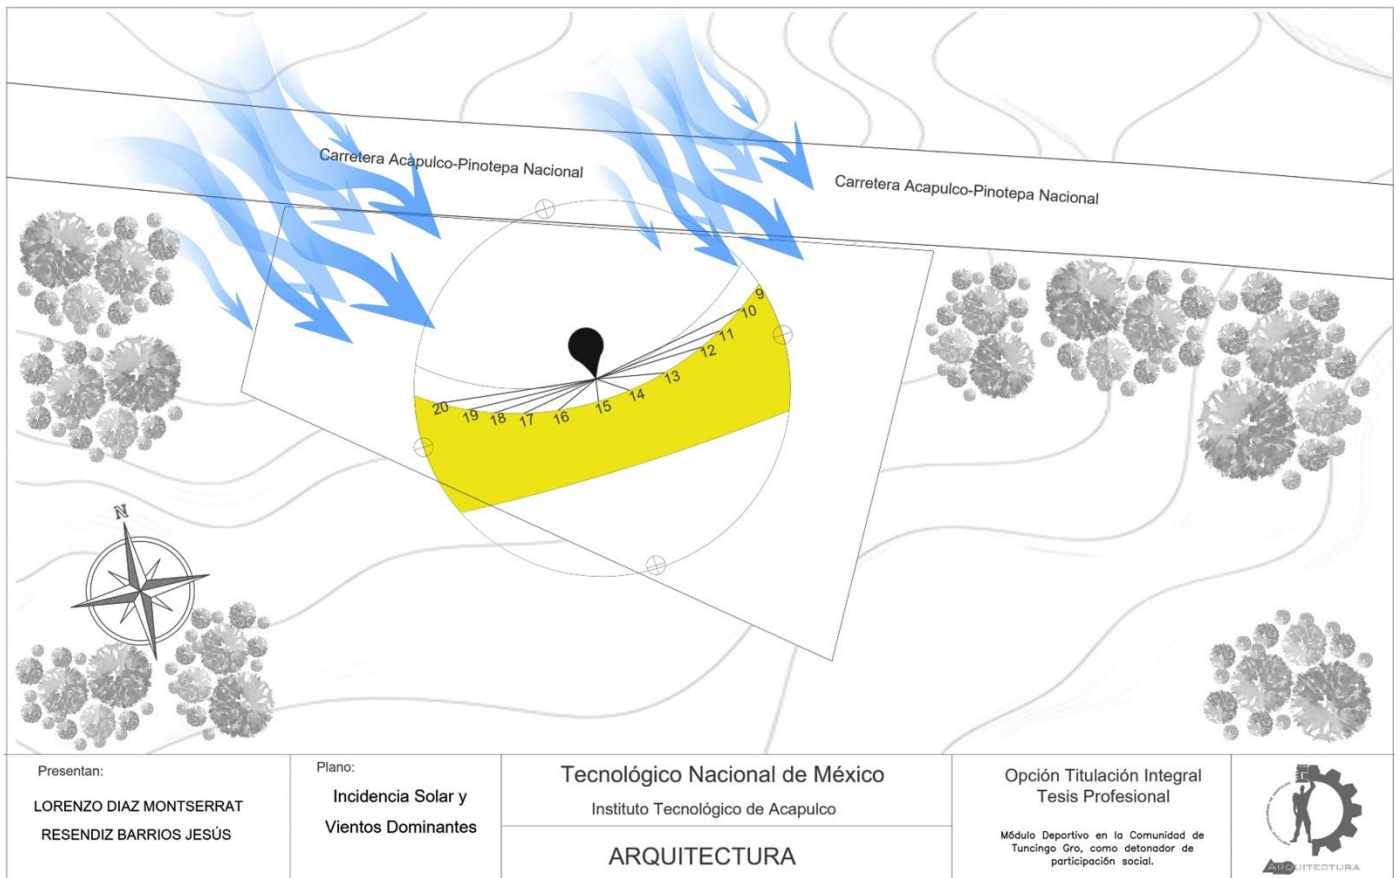 Carretera Acapulco-Pinotepa Nacional
Carretera Acapulco-Pinotepa Nacional
9
10
11
12
13
14
15
16
17
18
19
20
N
Presentan:
LORENZO DIAZ MONTSERRAT
RESENDIZ BARRIOS JESÚS
Plano:
Incidencia Solar y
Vientos Dominantes
Tecnológico Nacional de México
Instituto Tecnológico de Acapulco
ARQUITECTURA
Opción Titulación Integral
Tesis Profesional
Módulo Deportivo en la Comunidad de
Tuncingo Gro, como detonador de
participación social.
ARQUITECTURA